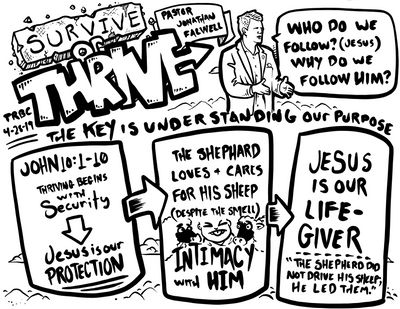 SURVIVE
OR
THRIVE
PASTOR
JONATHAN
FALWELL
TRBC
4-28-19
WHO DO WE
FOLLOW? (JESUS)
WHY DO WE
FOLLOW HIM?
THE KEY IS UNDERSTANDING OUR PURPOSE
JOHN 10:1-10
THRIVING BEGINS
WITH
SECURITY
Jesus is our
PROTECTION
THE SHEPHARD
LOVES + CARES
FOR HIS SHEEP
(DESPITE THE SMELL)
INTIMACY
WITH HIM
JESUS
IS OUR
LIFE-
GIVER
"THE SHEPHERD DID
NOT DRIVE HIS SHEEP;
HE LED THEM."